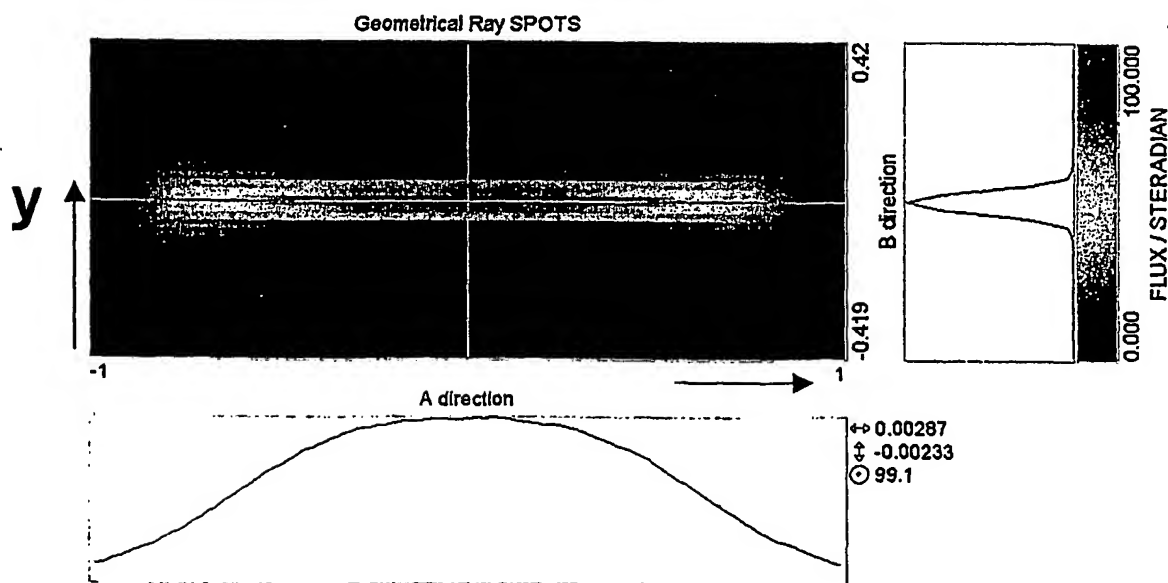 Geometrical Ray SPOTS
y
0.42
-0.419
B direction
100.000
0.000
FLUX / STERADIAN
-1
1
A direction
0.00287
-0.00233
99.1